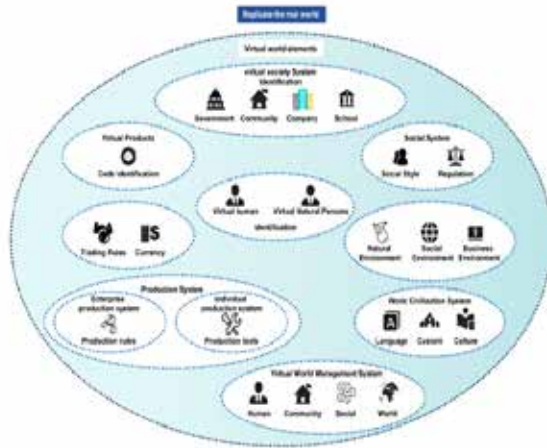 Replicate the real world
Virtual world elements
virtual society System
Identification
Government Community Company School
Virtual Products
Code identification
Social System
Social Style Regulation
Virtual human Virtual Natural Persons
identification
Trading Rules Currency
Natural Environment Social Environment Business Environment
Production System
Enterprise production system
Production rules
individual production system
Production tools
Civilization System
Language Custom Culture
Virtual World Management System
Human Community Social World